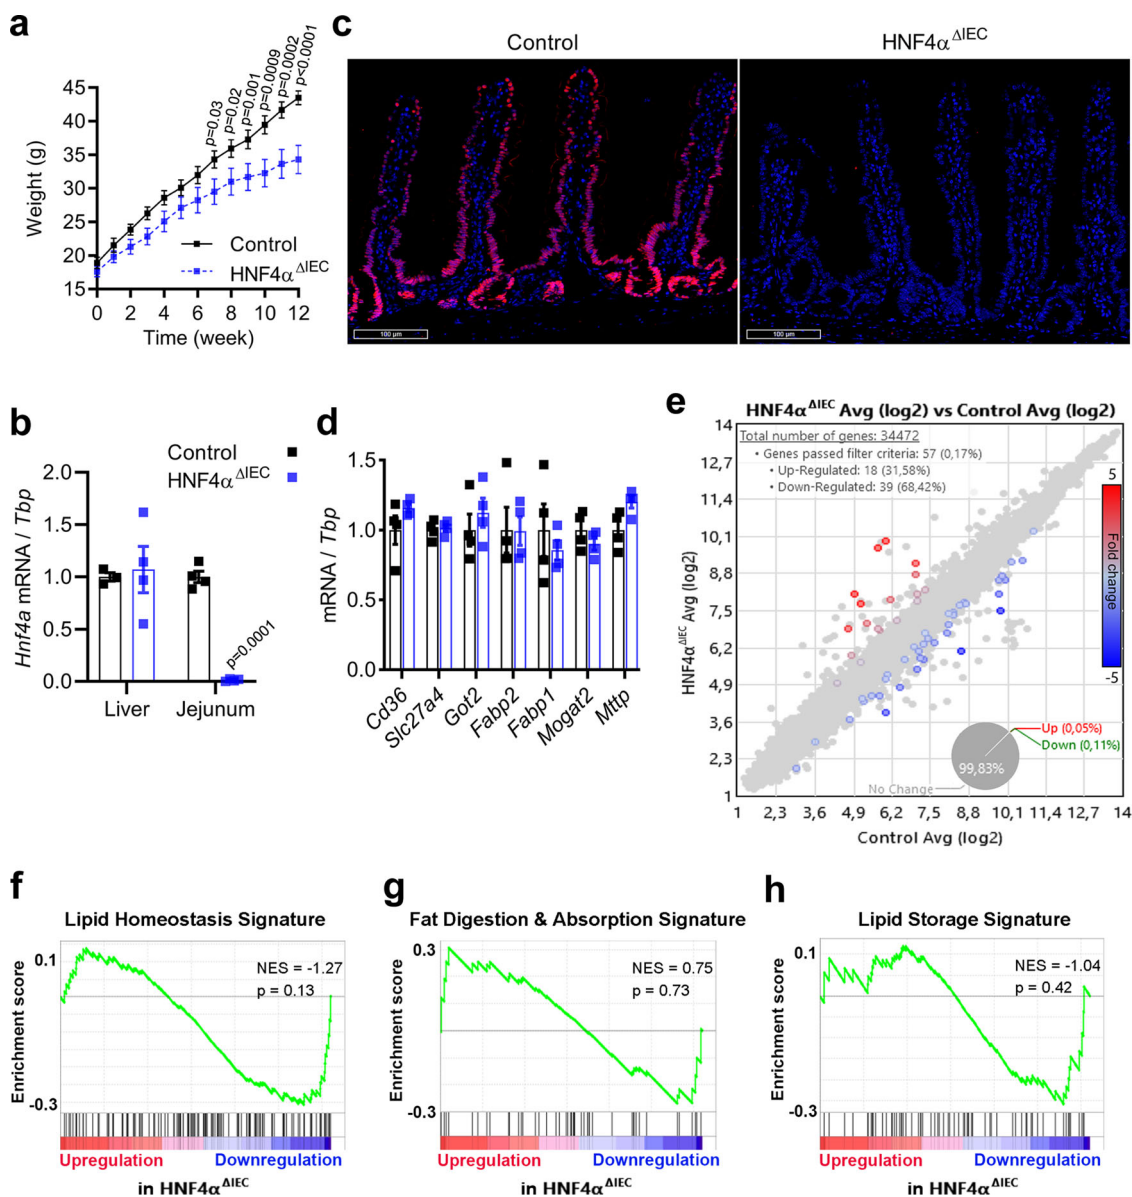 a
Weight (g)
45
40
35
30
25
20
15
0 2 4 6 8 10 12
Time (week)
p=0.03
p=0.02
p=0.001
p=0.0009
p=0.0002
p<0.0001
Control
HNF4α ΔIEC
c
Control
HNF4α ΔIEC
100 µm
100 µm
b
Control
HNF4α ΔIEC
Hnf4a mRNA / Tbp
2.0
1.5
1.0
0.5
0.0
p=0.0001
Liver
Jejunum
d
mRNA / Tbp
1.5
1.0
0.5
0.0
Cd36
Slc27a4
Got2
Fabp2
Fabp1
Mogat2
Mttp
e
HNF4α ΔIEC Avg (log2) vs Control Avg (log2)
Total number of genes: 34472
• Genes passed filter criteria: 57 (0,17%)
• Up-Regulated: 18 (31,58%)
• Down-Regulated: 39 (68,42%)
HNF4α ΔIEC Avg (log2)
14
12,7
11,4
10,1
8,8
7,5
6,2
4,9
3,6
2,3
1
1 2,3 3,6 4,9 6,2 7,5 8,8 10,1 11,4 12,7 14
Control Avg (log2)
5
Fold change
-5
Up (0,05%)
Down (0,11%)
99,83%
No Change
f
Lipid Homeostasis Signature
Enrichment score
0.1
-0.3
NES = -1.27
p = 0.13
Upregulation
Downregulation
in HNF4α ΔIEC
g
Fat Digestion & Absorption Signature
Enrichment score
0.3
-0.3
NES = 0.75
p = 0.73
Upregulation
Downregulation
in HNF4α ΔIEC
h
Lipid Storage Signature
Enrichment score
0.1
-0.3
NES = -1.04
p = 0.42
Upregulation
Downregulation
in HNF4α ΔIEC